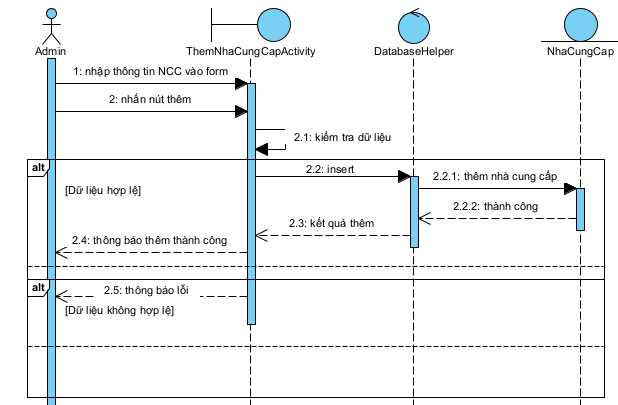 Admin
ThemNhaCungCapActivity
DatabaseHelper
NhaCungCap
1: nhập thông tin NCC vào form
2: nhấn nút thêm
2.1: kiểm tra dữ liệu
alt
2.2: insert
2.2.1: thêm nhà cung cấp
[Dữ liệu hợp lệ]
2.2.2: thành công
2.3: kết quả thêm
2.4: thông báo thêm thành công
alt
2.5: thông báo lỗi
[Dữ liệu không hợp lệ]